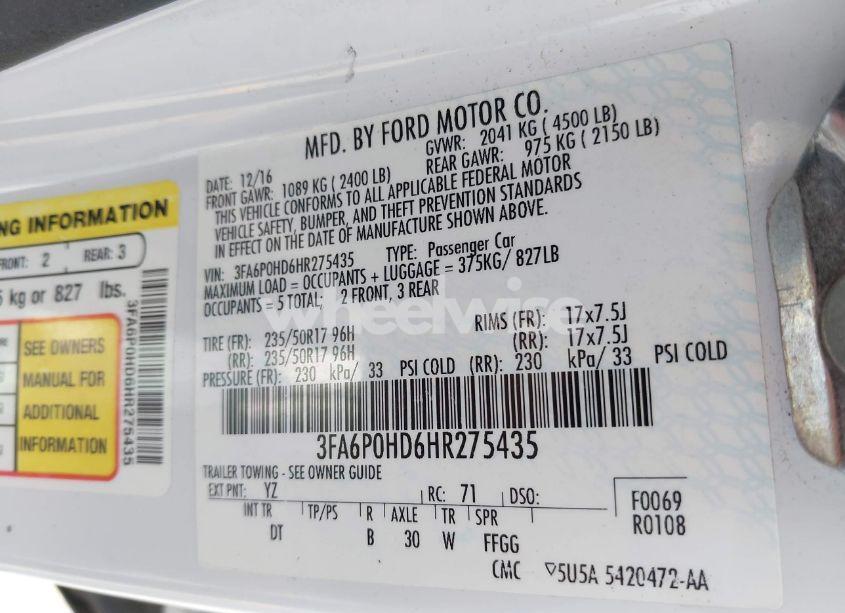 MFD. BY FORD MOTOR CO.
DATE: 12/16 GVWR: 2041 KG ( 4500 LB)
FRONT GAWR: 1089 KG ( 2400 LB) REAR GAWR: 975 KG ( 2150 LB)
THIS VEHICLE CONFORMS TO ALL APPLICABLE FEDERAL MOTOR
VEHICLE SAFETY, BUMPER, AND THEFT PREVENTION STANDARDS
IN EFFECT ON THE DATE OF MANUFACTURE SHOWN ABOVE.
VIN: 3FA6P0HD6HR275435 TYPE: Passenger Car
MAXIMUM LOAD = OCCUPANTS + LUGGAGE = 375KG/ 827LB
OCCUPANTS = 5 TOTAL; 2 FRONT, 3 REAR
TIRE (FR): 235/50R17 96H RIMS (FR): 17x7.5J
(RR): 235/50R17 96H (RR): 17x7.5J
PRESSURE (FR): 230 kPa/ 33 PSI COLD (RR): 230 kPa/ 33 PSI COLD
3FA6P0HD6HR275435
TRAILER TOWING - SEE OWNER GUIDE
EXT PNT: YZ RC: 71 DSO:
INT TR TP/PS R AXLE TR SPR
DT B 30 W FFGG
F0069
R0108
CMC ▽5U5A 5420472-AA
NG INFORMATION
FRONT: 2 REAR: 3
kg or 827 lbs.
SEE OWNERS
MANUAL FOR
ADDITIONAL
INFORMATION
3FA6P0HD6HR275435
wheelwise